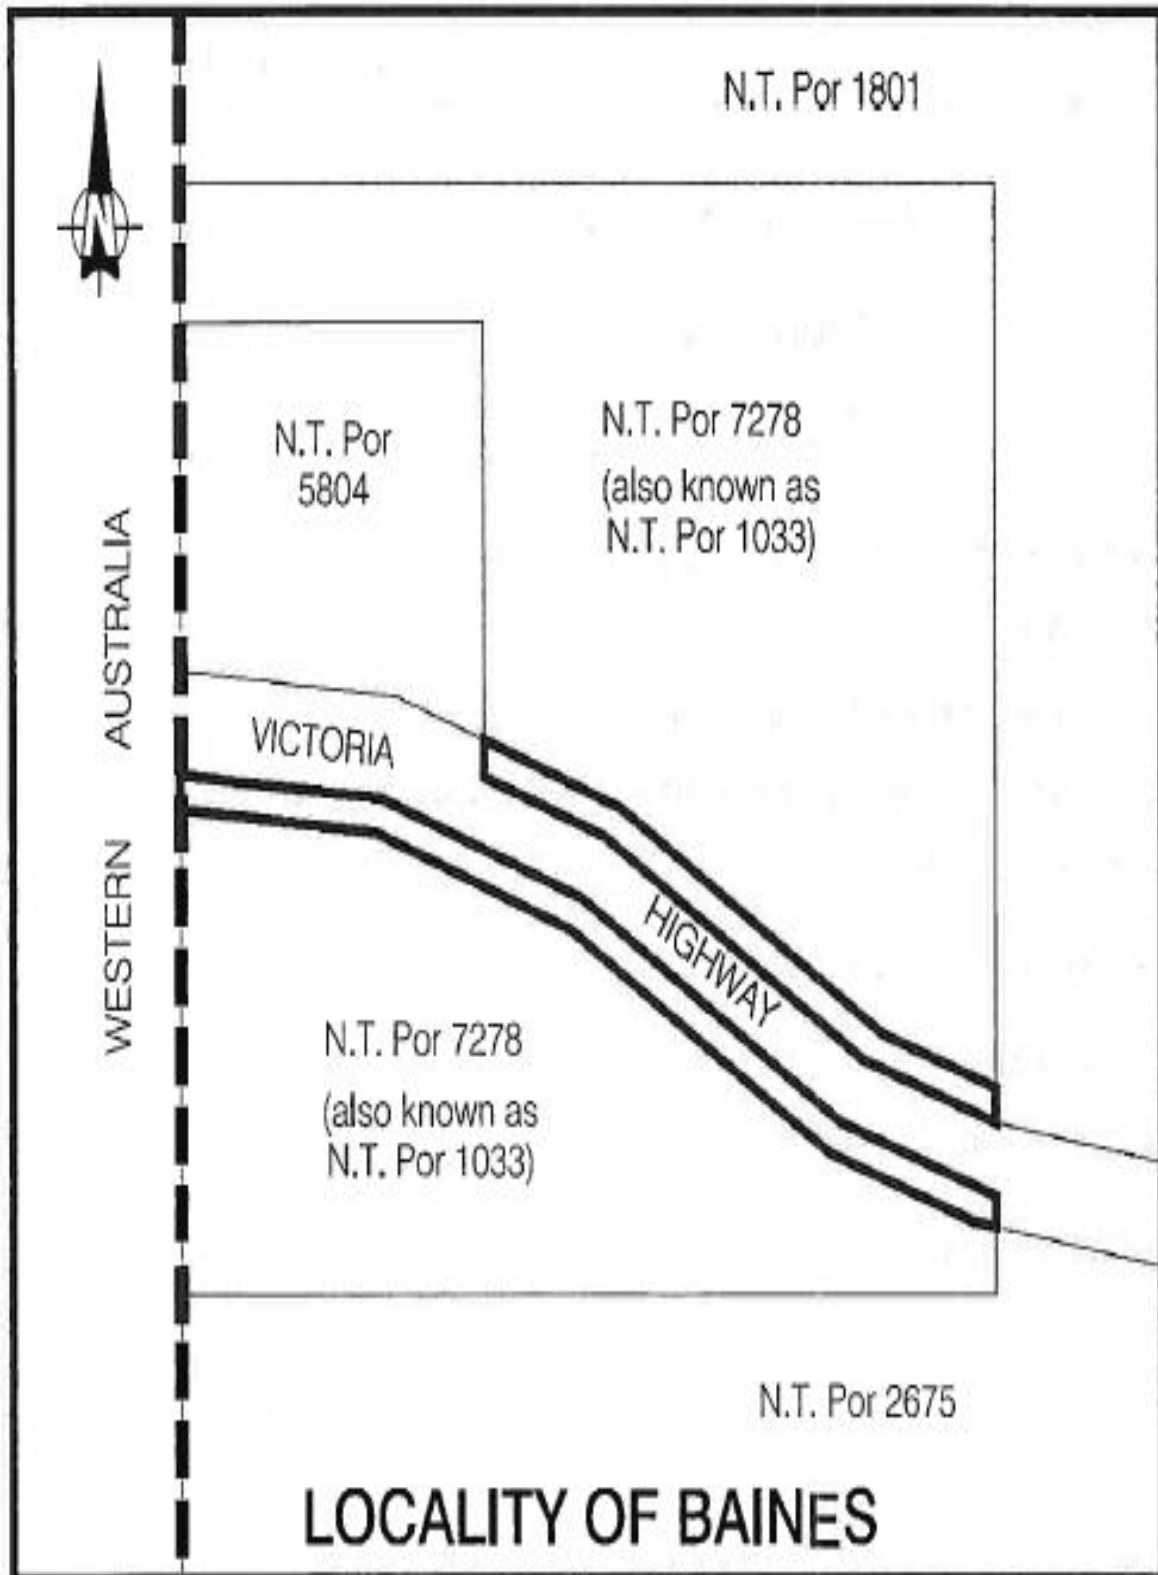 N.T. Por 1801
N
N.T. Por
5804
N.T. Por 7278
(also known as
N.T. Por 1033)
WESTERN AUSTRALIA
VICTORIA
HIGHWAY
N.T. Por 7278
(also known as
N.T. Por 1033)
N.T. Por 2675
LOCALITY OF BAINES